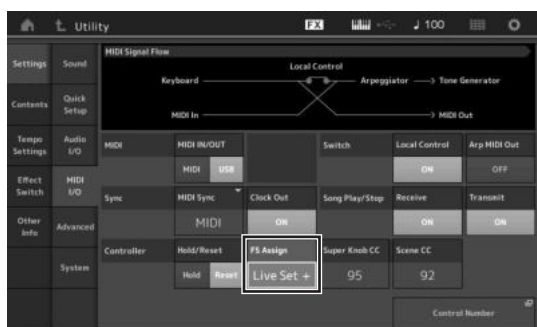 Utility
FX
♩ 100
Settings
Contents
Tempo
Settings
Effect
Switch
Other
Info
Sound
Quick
Setup
Audio
I/O
MIDI
I/O
Advanced
System
MIDI Signal Flow
Local Control
Keyboard
Arpeggiator
Tone Generator
MIDI In
MIDI Out
MIDI
MIDI IN/OUT
MIDI
USB
Switch
Local Control
ON
Arp MIDI Out
OFF
Sync
MIDI Sync
MIDI
Clock Out
ON
Song Play/Stop
Receive
ON
Transmit
ON
Controller
Hold/Reset
Hold
Reset
FS Assign
Live Set +
Super Knob CC
95
Scene CC
92
Control Number